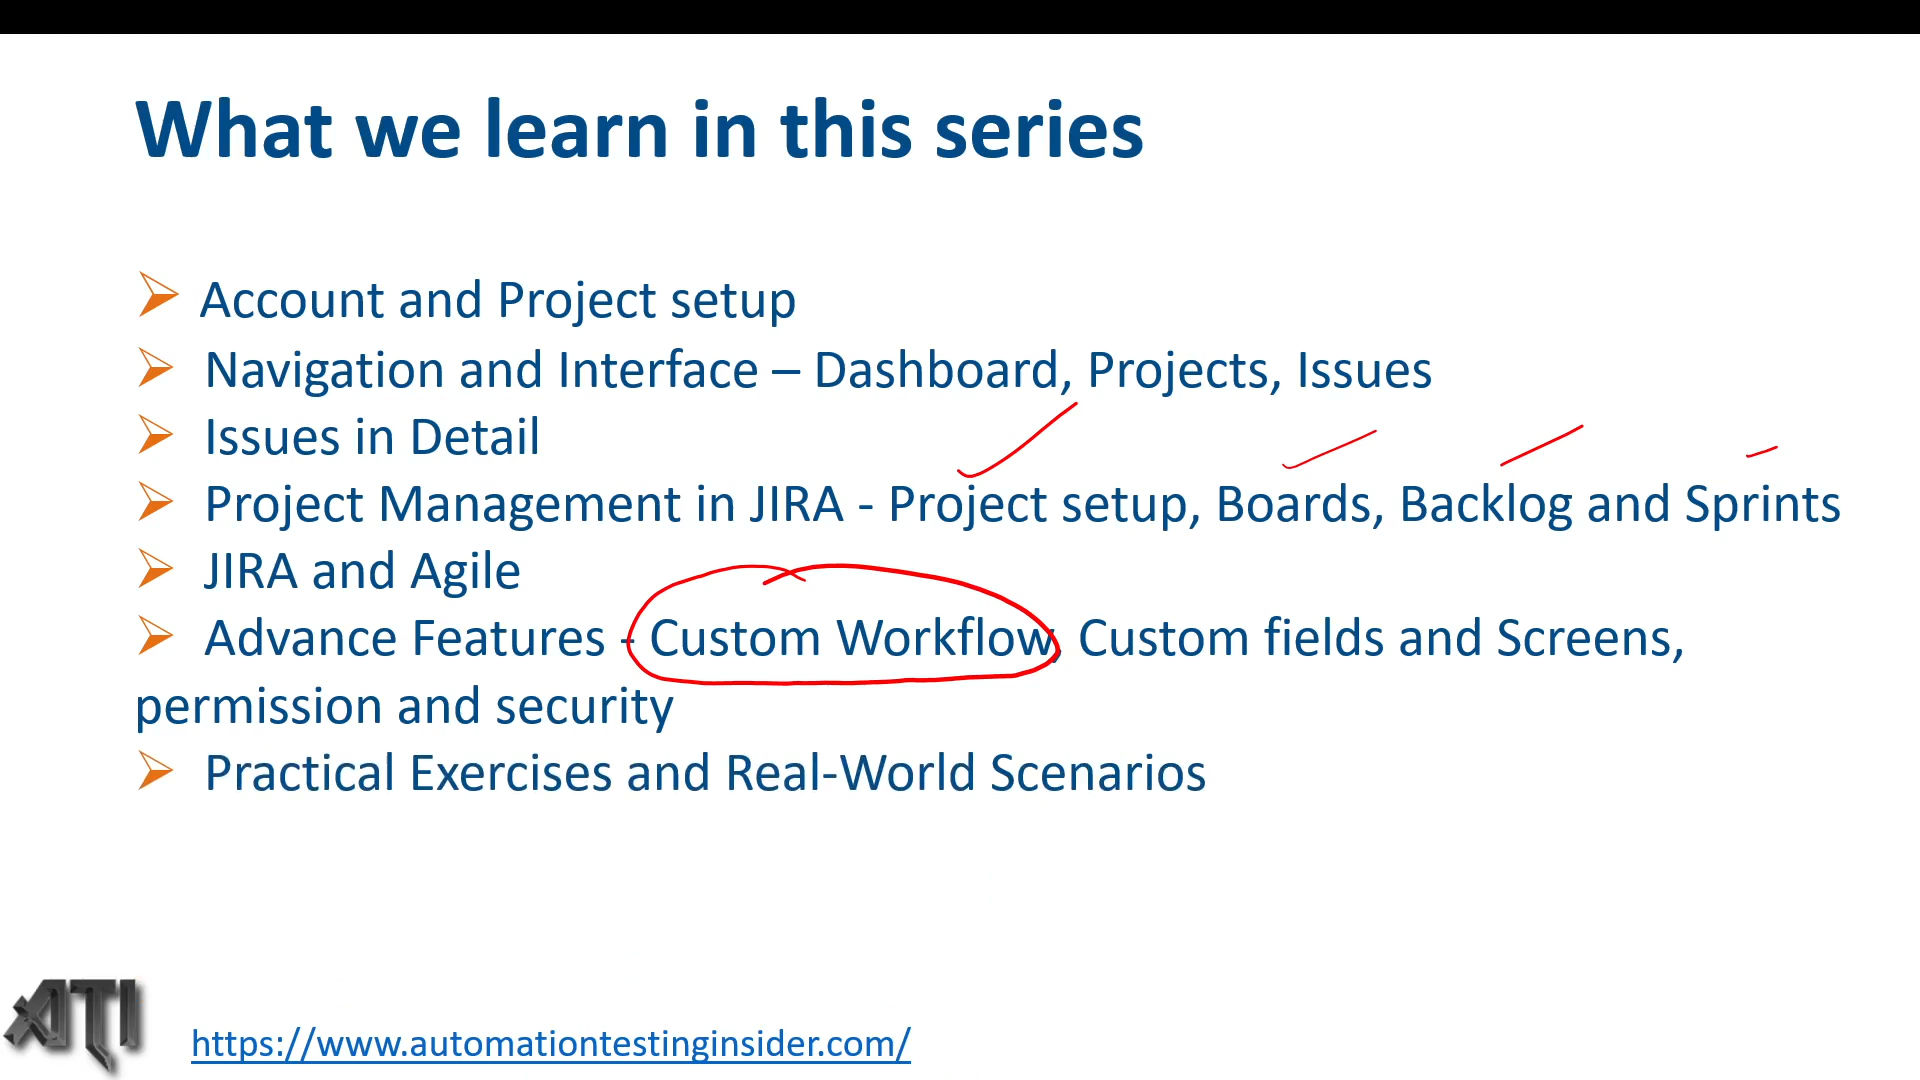 What we learn in this series
Account and Project setup
Navigation and Interface – Dashboard, Projects, Issues
Issues in Detail
Project Management in JIRA - Project setup, Boards, Backlog and Sprints
JIRA and Agile
Advance Features - Custom Workflow, Custom fields and Screens,
permission and security
Practical Exercises and Real-World Scenarios
ATI
https://www.automationtestinginsider.com/